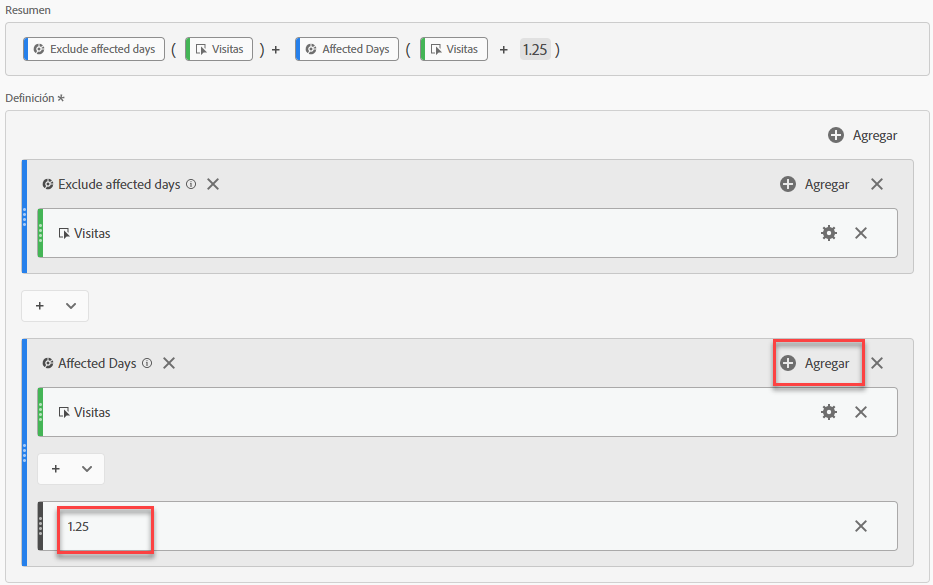 Resumen
Exclude affected days ( Visitas ) + Affected Days ( Visitas + 1.25 )
Definición *
Agregar
Exclude affected days Agregar
Visitas
+
Affected Days Agregar
Visitas
+
1.25